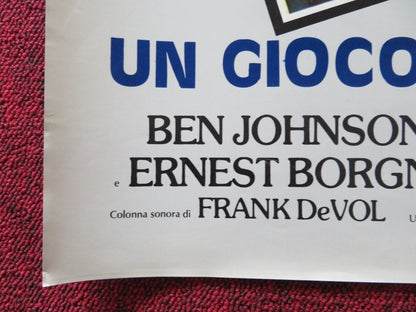 UN GIOCO
BEN JOHNSON
e ERNEST BORGN
Colonna sonora di FRANK DeVOL U